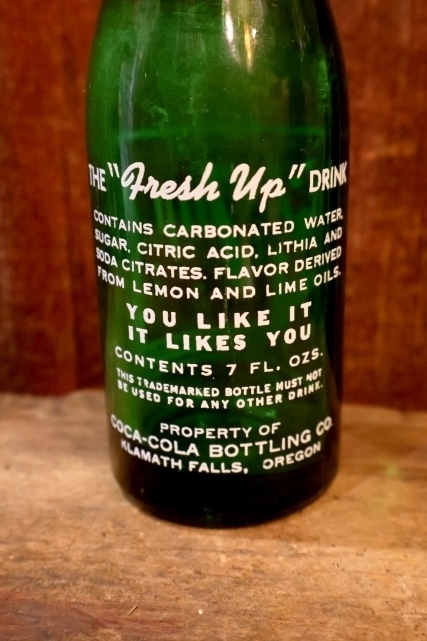 THE "Fresh Up" DRINK
CONTAINS CARBONATED WATER,
SUGAR, CITRIC ACID, LITHIA AND
SODA CITRATES. FLAVOR DERIVED
FROM LEMON AND LIME OILS.
YOU LIKE IT
IT LIKES YOU
CONTENTS 7 FL. OZS.
THIS TRADEMARKED BOTTLE MUST NOT
BE USED FOR ANY OTHER DRINK.
PROPERTY OF
COCA-COLA BOTTLING CO.
KLAMATH FALLS, OREGON